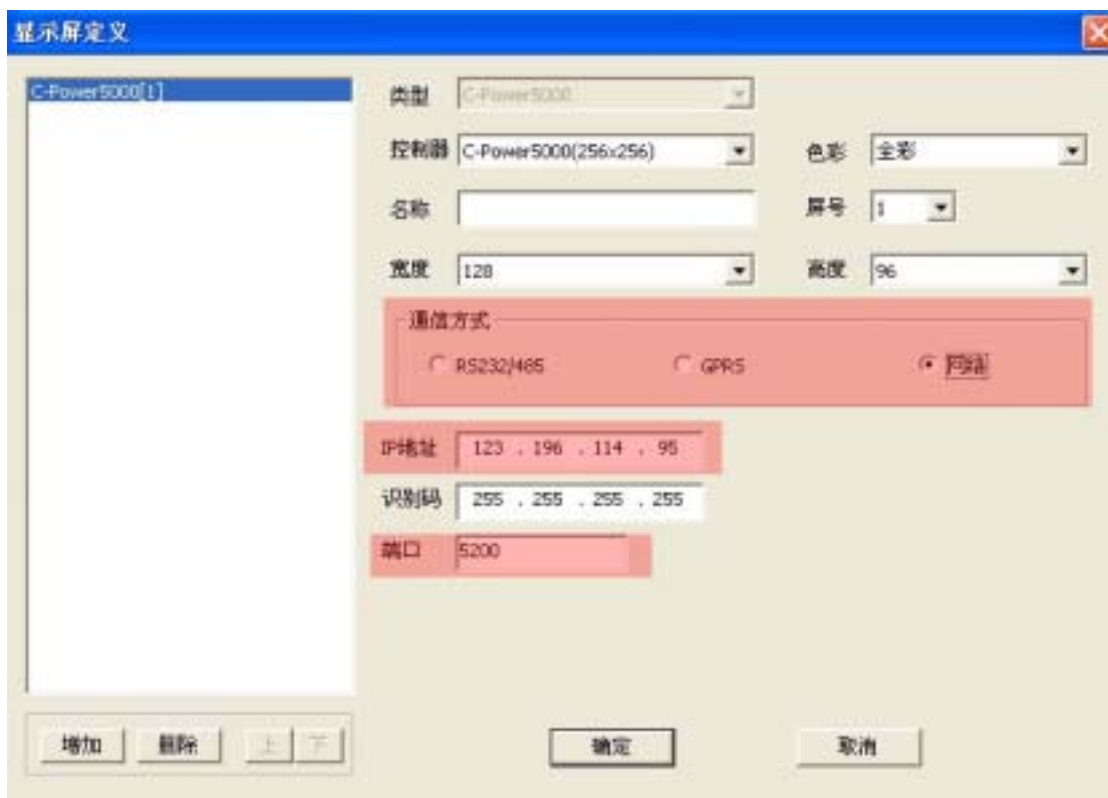 显示屏定义
C-Power5000[1]
类型 C-Power5000
控制器 C-Power5000(256x256) 色彩 全彩
名称 屏号 1
宽度 128 高度 96
通信方式
RS232/485 GPRS 网络
IP地址 123 . 196 . 114 . 95
识别码 255 . 255 . 255 . 255
端口 5200
增加 删除 上 下 确定 取消